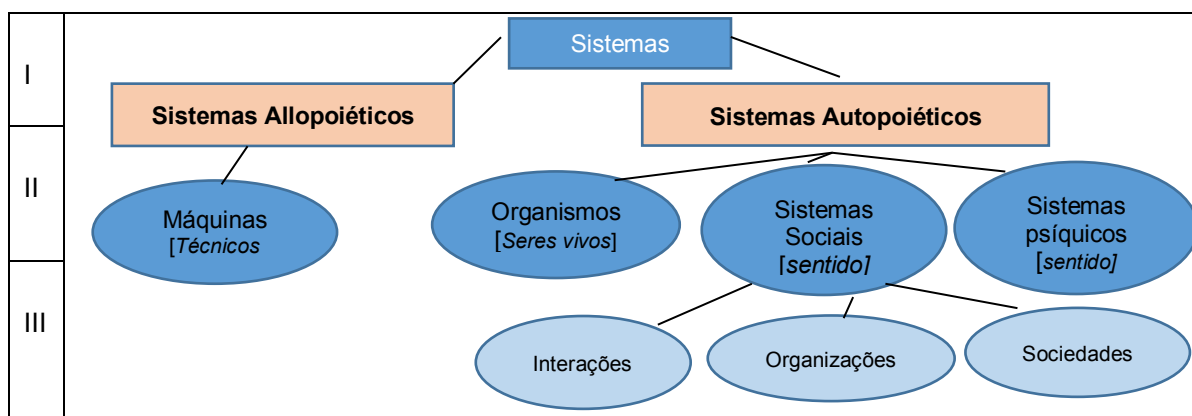 Sistemas
I
Sistemas Allopoiéticos
Sistemas Autopoiéticos
II
Máquinas
[Técnicos
Organismos
[Seres vivos]
Sistemas
Sociais
[sentido]
Sistemas
psíquicos
[sentido]
III
Interações
Organizações
Sociedades